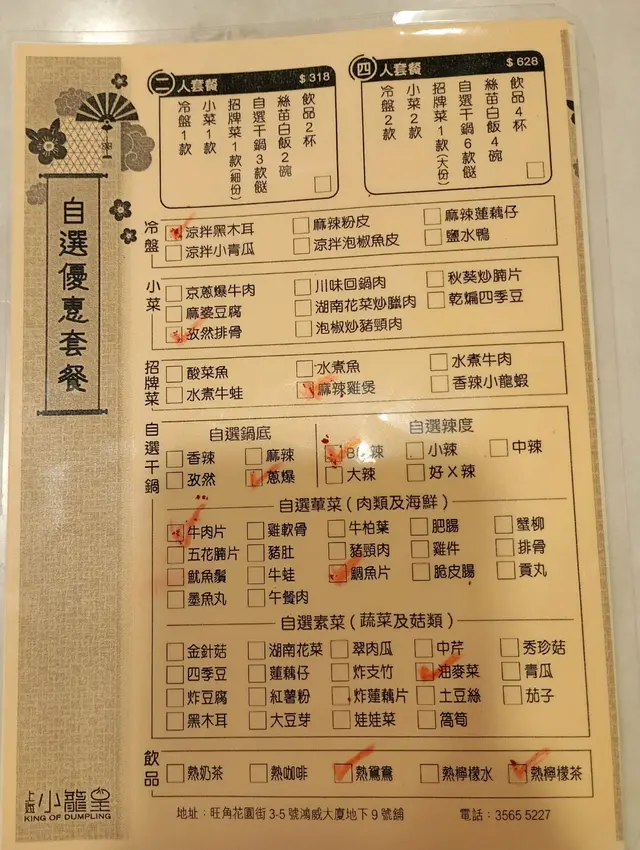 自選優惠套餐
二人套餐 $318
飲品2杯
絲苗白飯2碗
自選干鍋3款餸
招牌菜1款(細份)
小菜1款
冷盤1款
四人套餐 $628
飲品4杯
絲苗白飯4碗
自選干鍋6款餸
招牌菜1款(大份)
小菜2款
冷盤2款
冷盤
涼拌黑木耳 麻辣粉皮 麻辣蓮藕仔
涼拌小青瓜 涼拌泡椒魚皮 鹽水鴨
小菜
京蔥爆牛肉 川味回鍋肉 秋葵炒腩片
麻婆豆腐 湖南花菜炒臘肉 乾煸四季豆
孜然排骨 泡椒炒豬頸肉
招牌菜
酸菜魚 水煮魚 水煮牛肉
水煮牛蛙 麻辣雞煲 香辣小龍蝦
自選干鍋
自選鍋底 自選辣度
香辣 麻辣 辣 小辣 中辣
孜然 蔥爆 大辣 好X辣
自選葷菜(肉類及海鮮)
牛肉片 雞軟骨 牛柏葉 肥腸 蟹柳
五花腩片 豬肚 豬頸肉 雞件 排骨
魷魚鬚 牛蛙 鯛魚片 脆皮腸 貢丸
墨魚丸 午餐肉
自選素菜(蔬菜及菇類)
金針菇 湖南花菜 翠肉瓜 中芹 秀珍菇
四季豆 蓮藕仔 炸支竹 油麥菜 青瓜
炸豆腐 紅薯粉 炸蓮藕片 土豆絲 茄子
黑木耳 大豆芽 娃娃菜 萵筍
飲品
熱奶茶 熱咖啡 熱鴛鴦 熱檸檬水 熱檸檬茶
小龍皇
KING OF DUMPLING
地址：旺角花園街3-5號鴻威大廈地下9號舖 電話：3565 5227